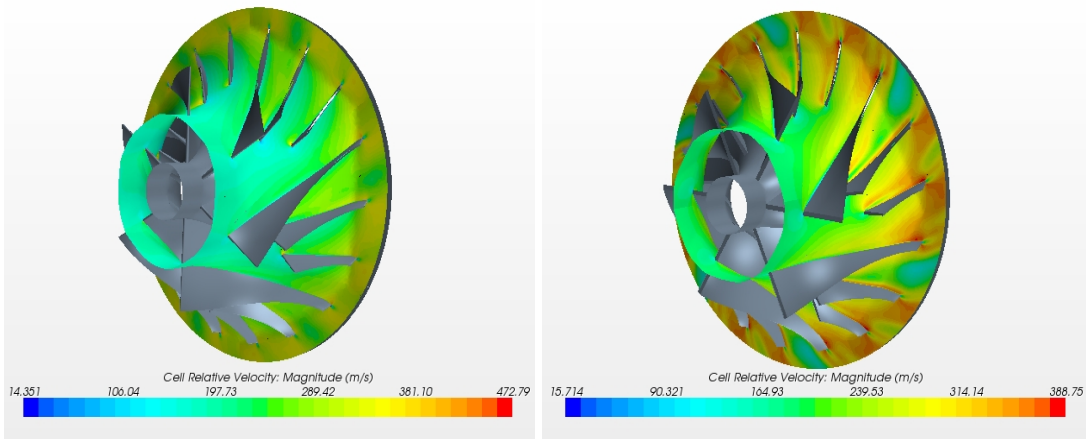 Cell Relative Velocity: Magnitude (m/s)
14.351 106.04 197.73 289.42 381.10 472.79
Cell Relative Velocity: Magnitude (m/s)
15.714 90.321 164.93 239.53 314.14 388.75